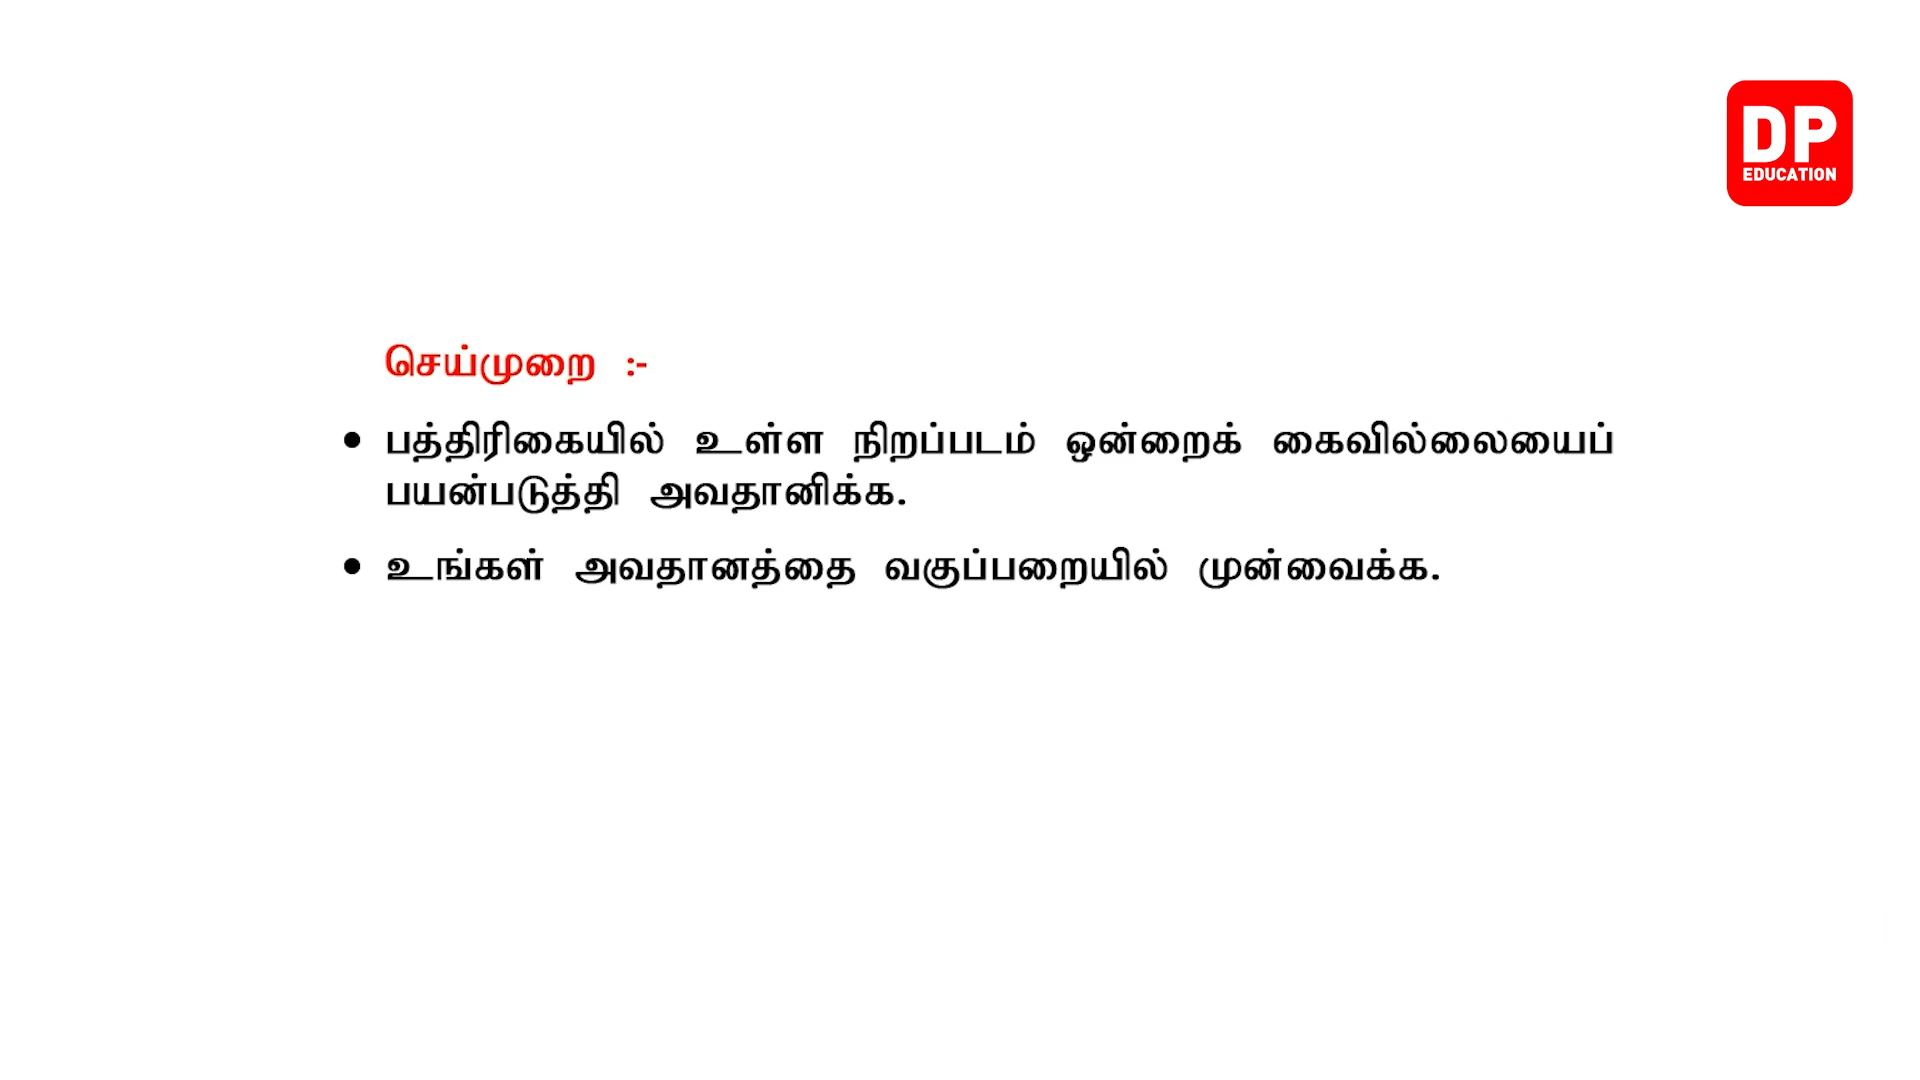 DP
EDUCATION
செய்முறை :-
• பத்திரிகையில் உள்ள நிறப்படம் ஒன்றைக் கைவில்லையைப்
பயன்படுத்தி அவதானிக்க.
• உங்கள் அவதானத்தை வகுப்பறையில் முன்வைக்க.